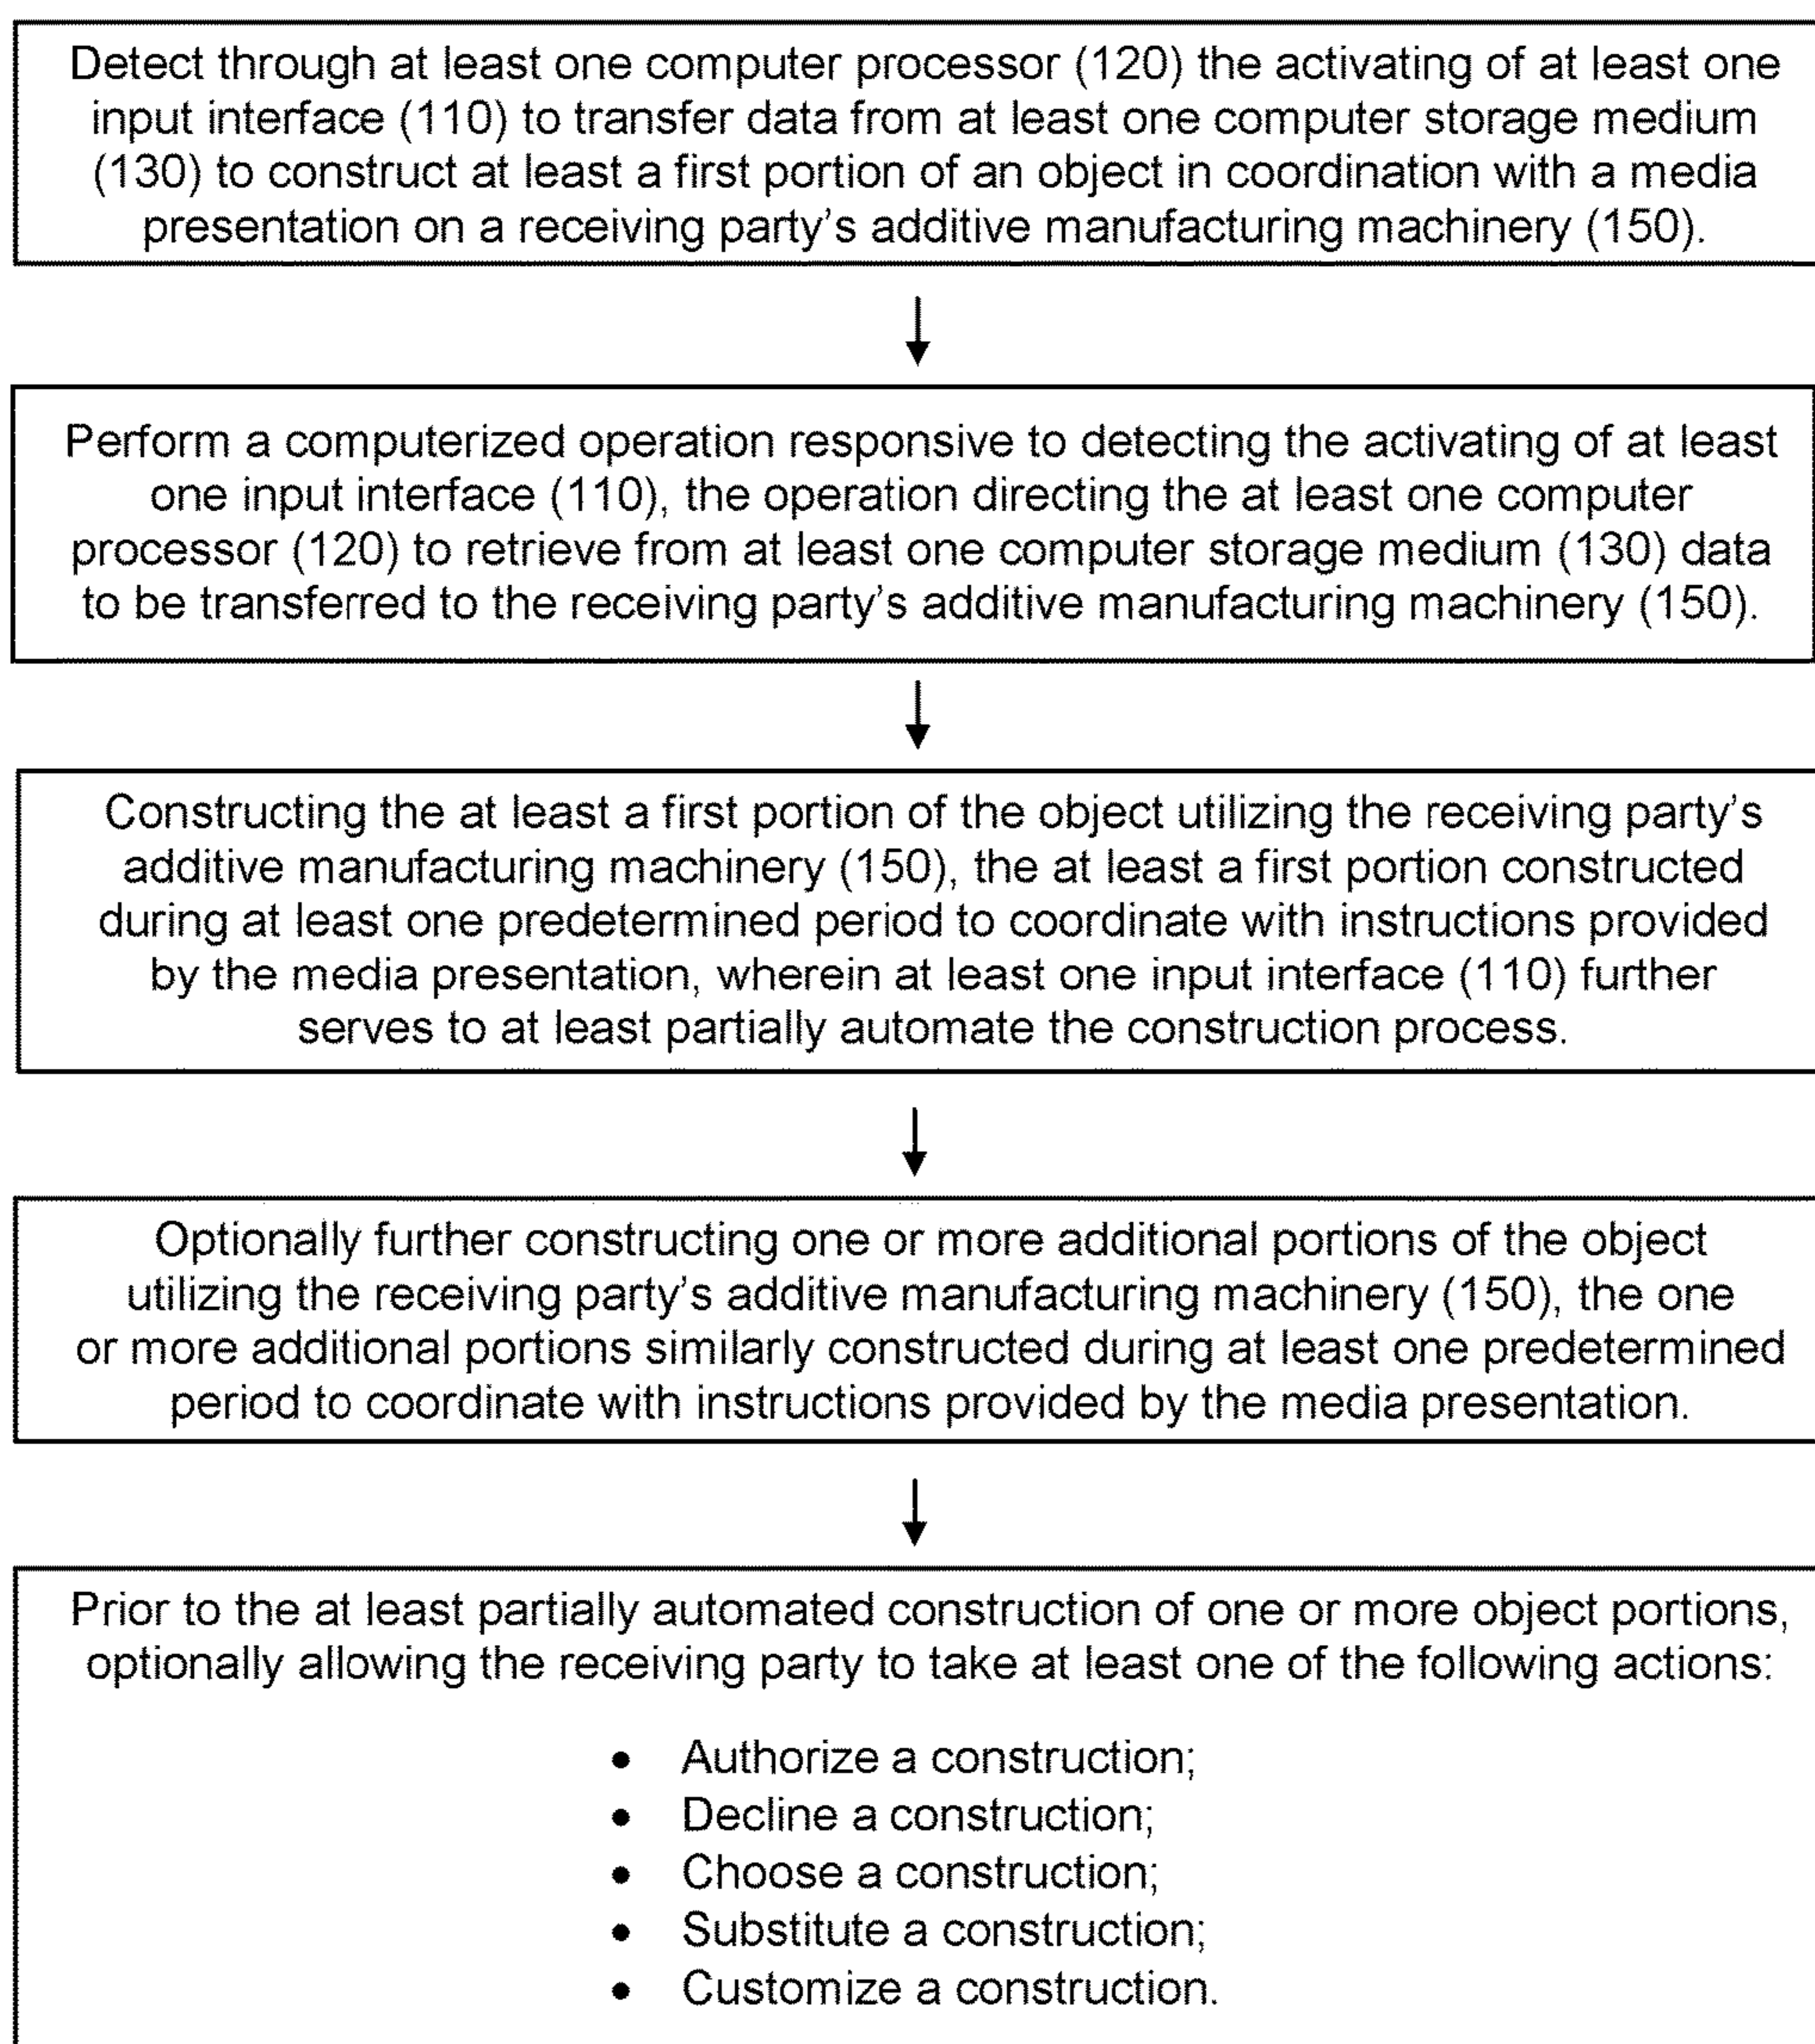 Detect through at least one computer processor (120) the activating of at least one
input interface (110) to transfer data from at least one computer storage medium
(130) to construct at least a first portion of an object in coordination with a media
presentation on a receiving party's additive manufacturing machinery (150).
Perform a computerized operation responsive to detecting the activating of at least
one input interface (110), the operation directing the at least one computer
processor (120) to retrieve from at least one computer storage medium (130) data
to be transferred to the receiving party's additive manufacturing machinery (150).
Constructing the at least a first portion of the object utilizing the receiving party's
additive manufacturing machinery (150), the at least a first portion constructed
during at least one predetermined period to coordinate with instructions provided
by the media presentation, wherein at least one input interface (110) further
serves to at least partially automate the construction process.
Optionally further constructing one or more additional portions of the object
utilizing the receiving party's additive manufacturing machinery (150), the one
or more additional portions similarly constructed during at least one predetermined
period to coordinate with instructions provided by the media presentation.
Prior to the at least partially automated construction of one or more object portions,
optionally allowing the receiving party to take at least one of the following actions:
• Authorize a construction;
• Decline a construction;
• Choose a construction;
• Substitute a construction;
• Customize a construction.